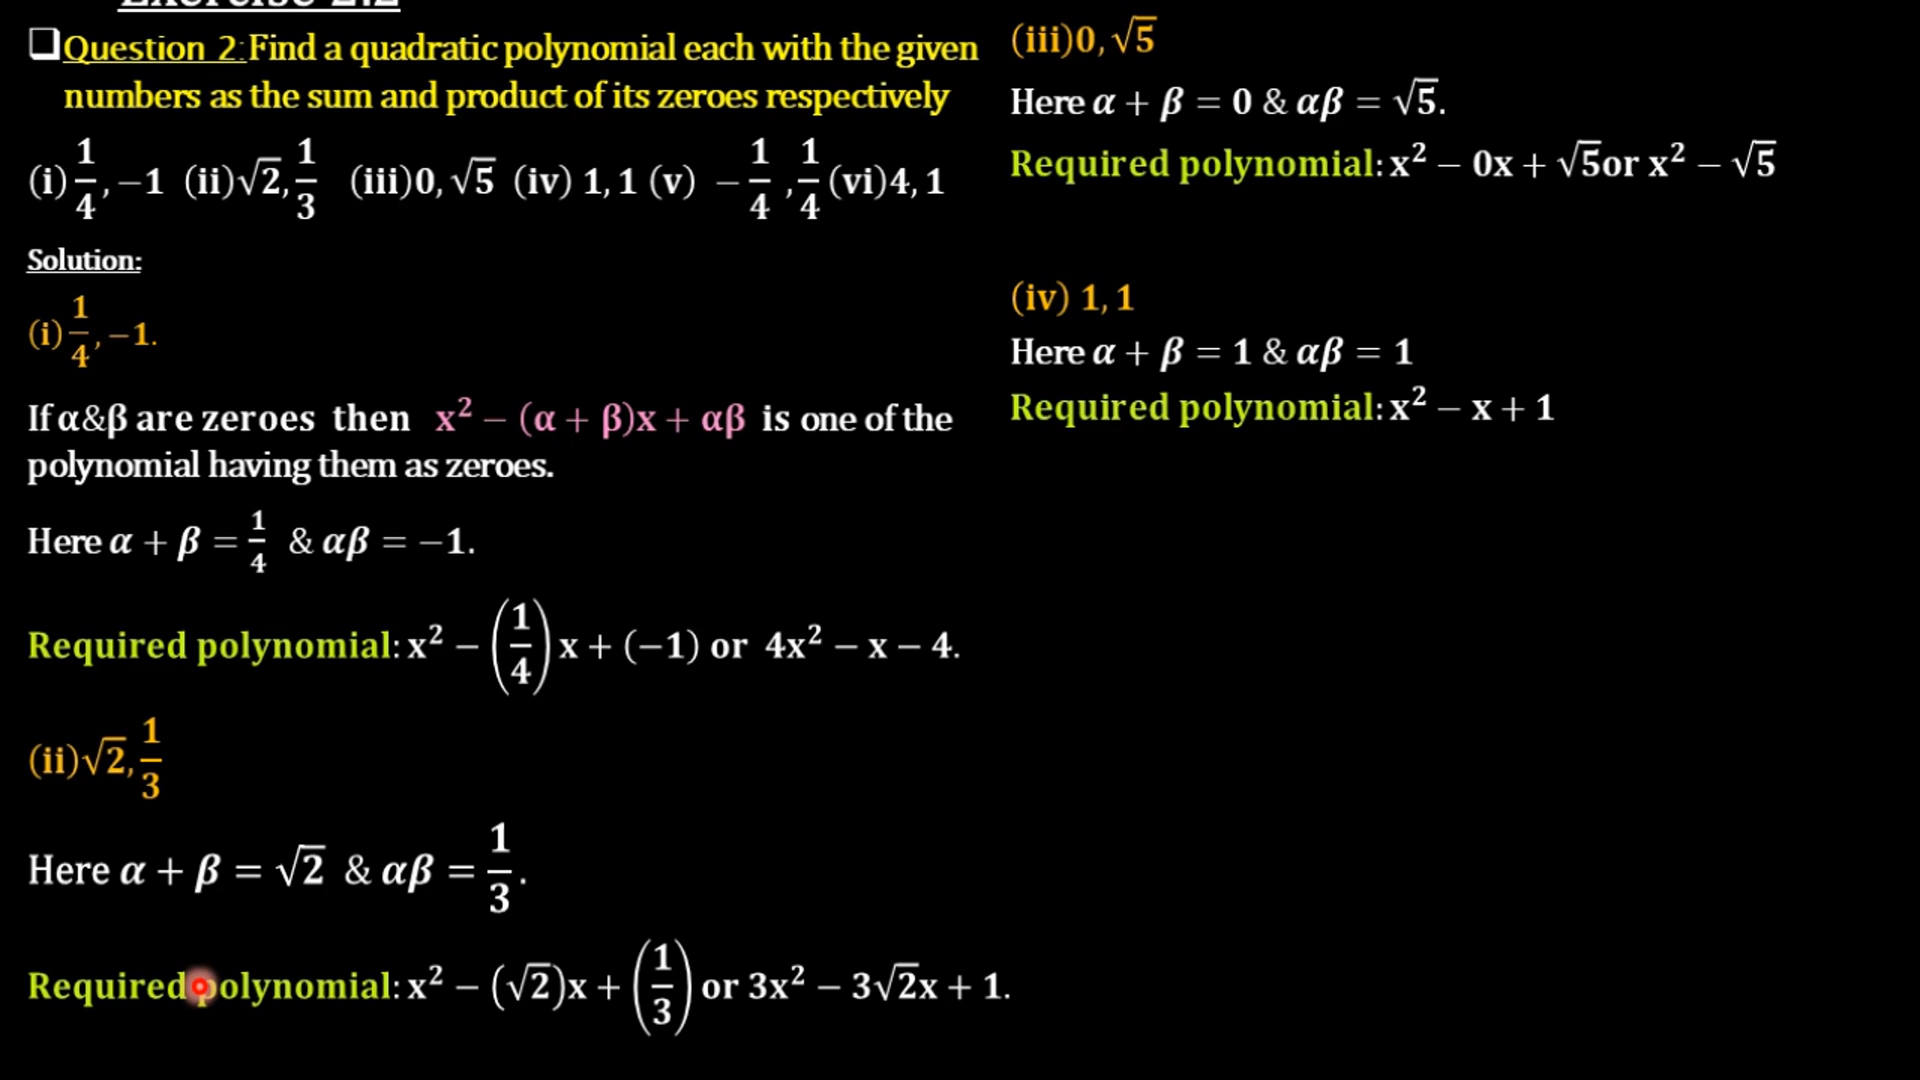 Exercise 2.2
❑Question 2:Find a quadratic polynomial each with the given
numbers as the sum and product of its zeroes respectively
(i) 1/4, −1 (ii)√2, 1/3 (iii)0, √5 (iv) 1, 1 (v) − 1/4 , 1/4 (vi)4, 1
Solution:
(i) 1/4, −1.
If α&β are zeroes then x² − (α + β)x + αβ is one of the
polynomial having them as zeroes.
Here α + β = 1/4 & αβ = −1.
Required polynomial: x² − (1/4)x + (−1) or 4x² − x − 4.
(ii)√2, 1/3
Here α + β = √2 & αβ = 1/3.
Required polynomial: x² − (√2)x + (1/3) or 3x² − 3√2x + 1.
(iii)0, √5
Here α + β = 0 & αβ = √5.
Required polynomial: x² − 0x + √5or x² − √5
(iv) 1, 1
Here α + β = 1 & αβ = 1
Required polynomial: x² − x + 1